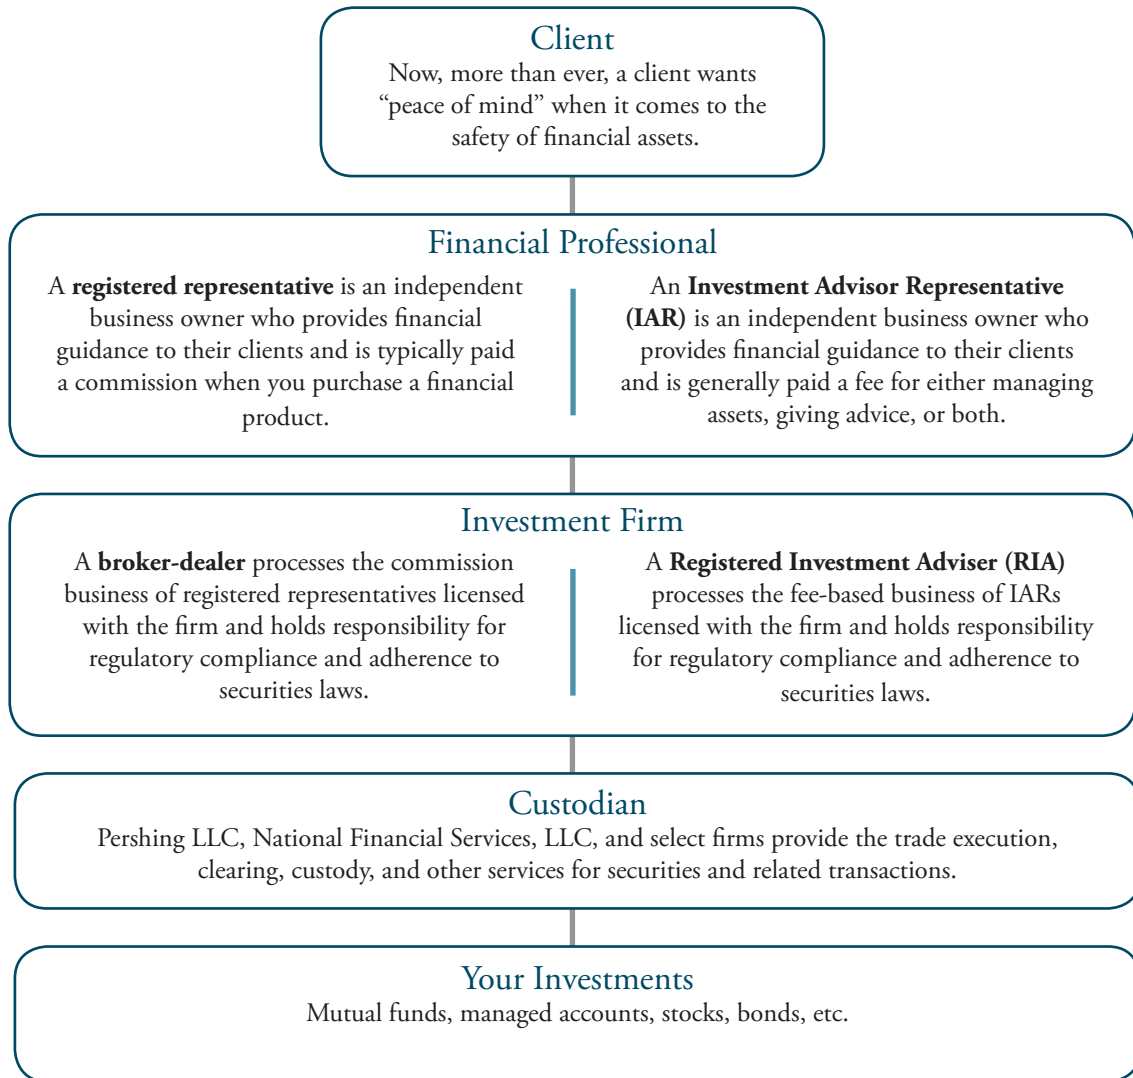 Client
Now, more than ever, a client wants
“peace of mind” when it comes to the
safety of financial assets.
Financial Professional
A registered representative is an independent
business owner who provides financial
guidance to their clients and is typically paid
a commission when you purchase a financial
product.
An Investment Advisor Representative
(IAR) is an independent business owner who
provides financial guidance to their clients
and is generally paid a fee for either managing
assets, giving advice, or both.
Investment Firm
A broker-dealer processes the commission
business of registered representatives licensed
with the firm and holds responsibility for
regulatory compliance and adherence to
securities laws.
A Registered Investment Adviser (RIA)
processes the fee-based business of IARs
licensed with the firm and holds responsibility
for regulatory compliance and adherence to
securities laws.
Custodian
Pershing LLC, National Financial Services, LLC, and select firms provide the trade execution,
clearing, custody, and other services for securities and related transactions.
Your Investments
Mutual funds, managed accounts, stocks, bonds, etc.